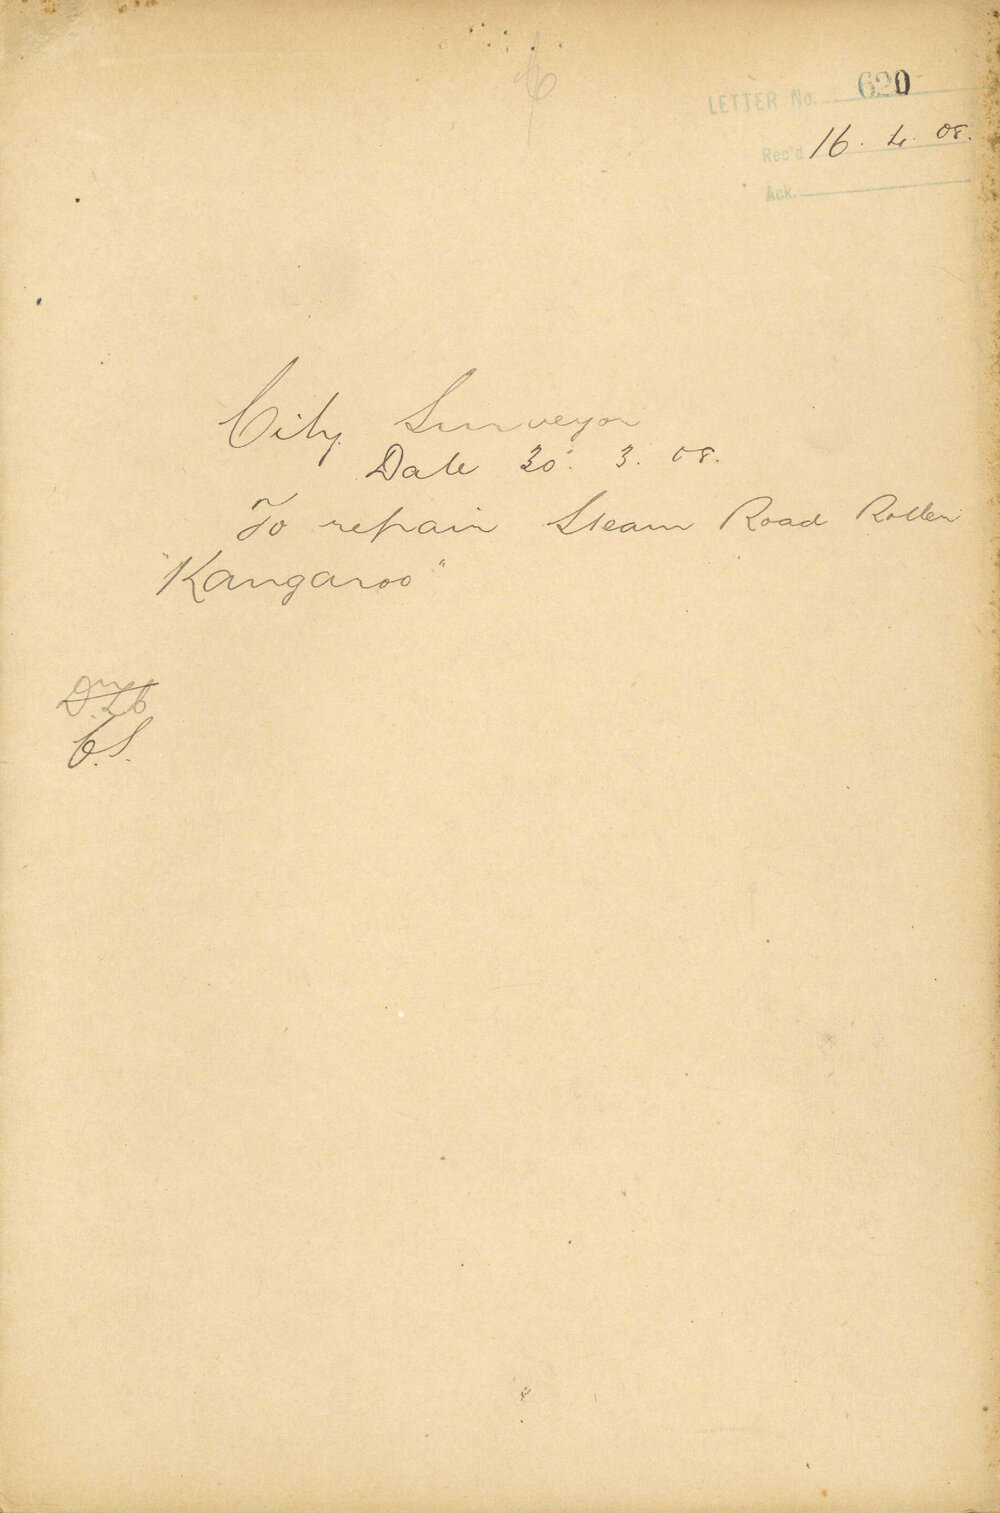 LETTER No. 620
Rec'd 16. 4. 08.
Ack.
City Surveyor
Date 30. 3. 08.
To repair Steam Road Roller
"Kangaroo"
C.S.